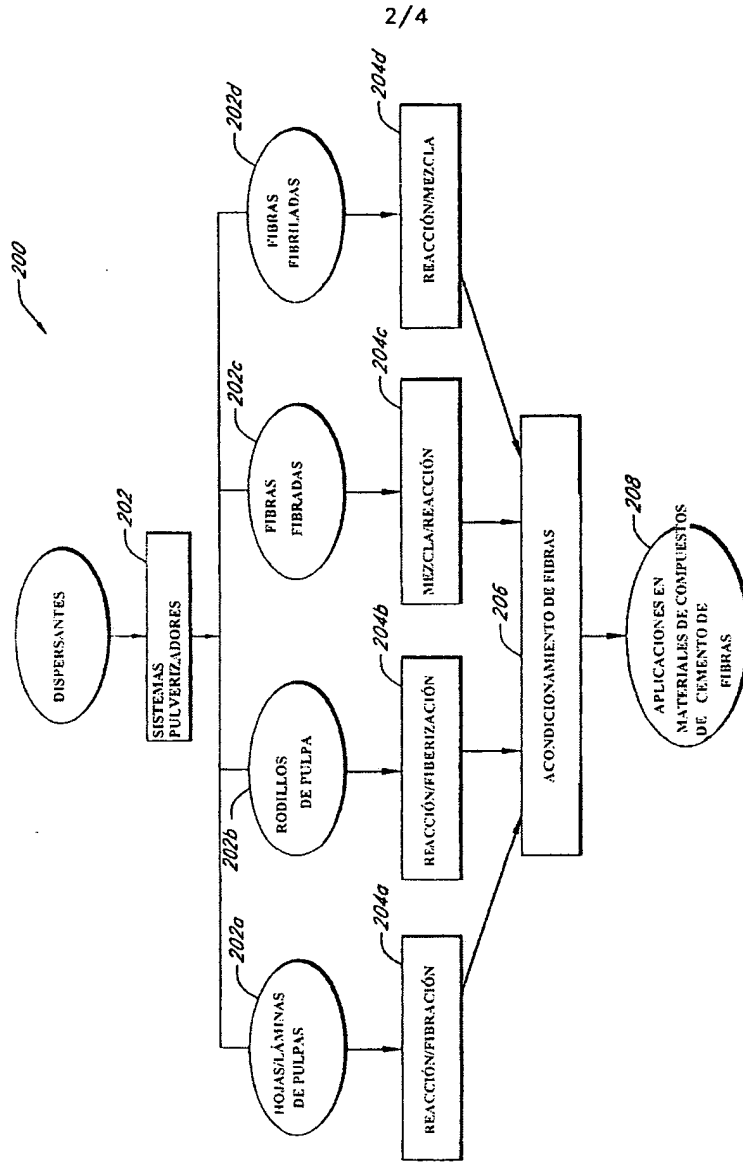 2/4
200
DISPERSANTES
202
SISTEMAS
PULVERIZADORES
202a
HOJAS/LÁMINAS
DE PULPAS
202b
RODILLOS
DE PULPA
202c
FIBRAS
FIBRADAS
202d
FIBRAS
FIBRILADAS
204a
REACCIÓN/FIBRACIÓN
204b
REACCIÓN/FIBERIZACIÓN
204c
MEZCLA/REACCIÓN
204d
REACCIÓN/MEZCLA
206
ACONDICIONAMIENTO DE FIBRAS
208
APLICACIONES EN
MATERIALES DE COMPUESTOS
DE CEMENTO DE
FIBRAS